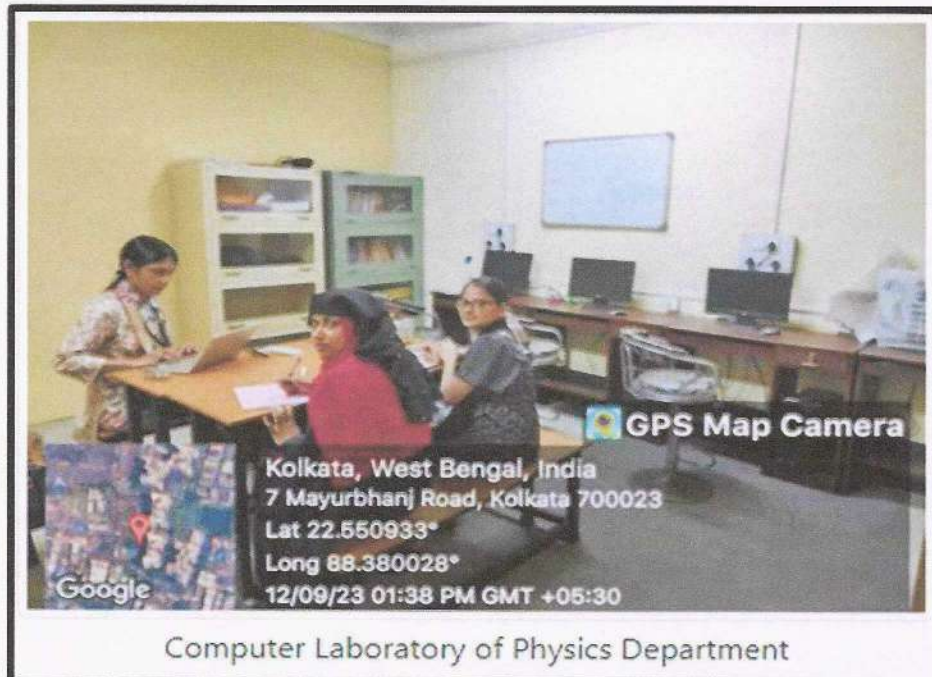 GPS Map Camera
Kolkata, West Bengal, India
7 Mayurbhanj Road, Kolkata 700023
Lat 22.550933°
Long 88.380028°
12/09/23 01:38 PM GMT +05:30
Google
Computer Laboratory of Physics Department